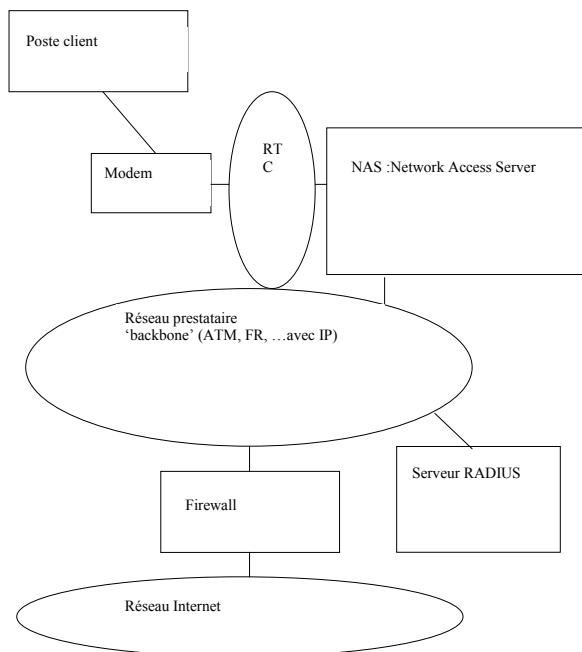 Poste client
RT
C
NAS :Network Access Server
Modem
Réseau prestataire
‘backbone’ (ATM, FR, …avec IP)
Serveur RADIUS
Firewall
Réseau Internet